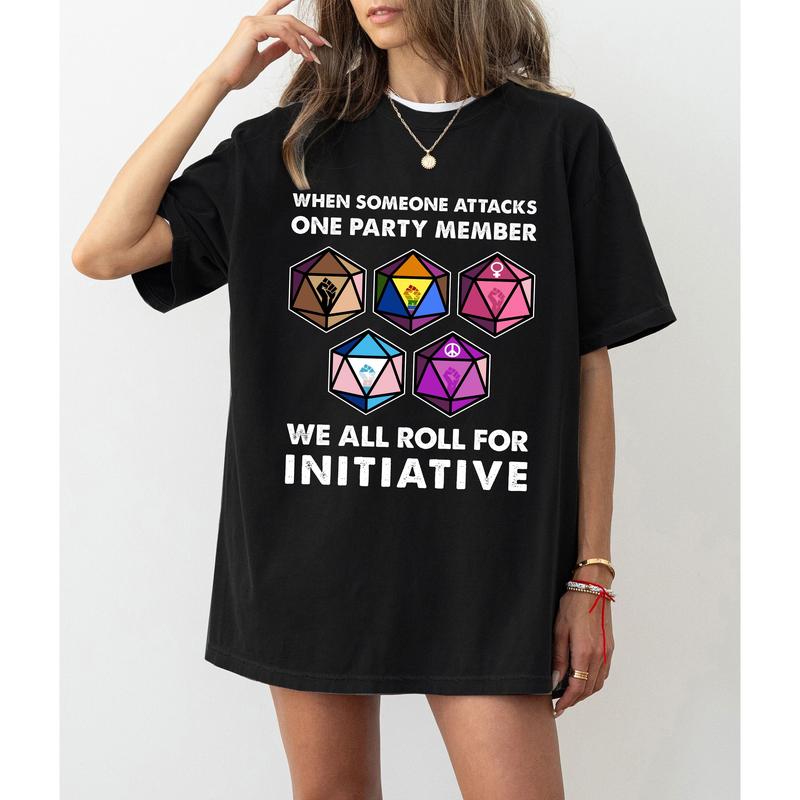 WHEN SOMEONE ATTACKS
ONE PARTY MEMBER
WE ALL ROLL FOR
INITIATIVE